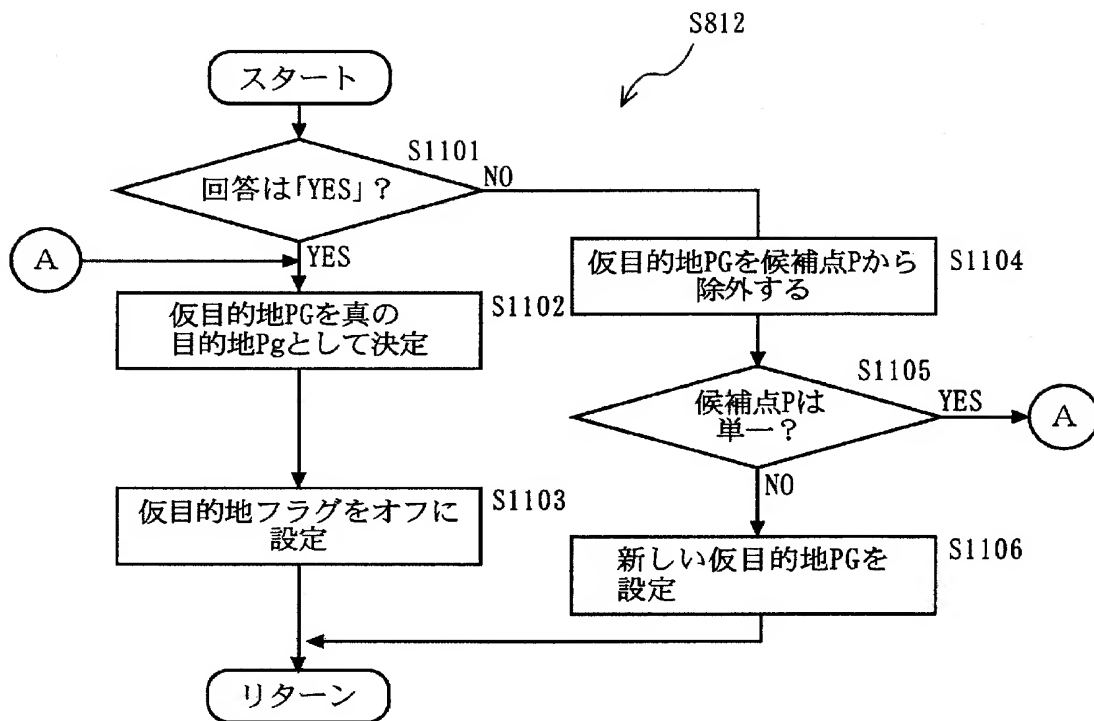 S812
スタート
S1101
回答は「YES」?
NO
YES
A
仮目的地PGを真の
目的地Pgとして決定
S1102
仮目的地フラグをオフに
設定
S1103
仮目的地PGを候補点Pから
除外する
S1104
S1105
候補点Pは
単一?
YES
A
NO
新しい仮目的地PGを
設定
S1106
リターン